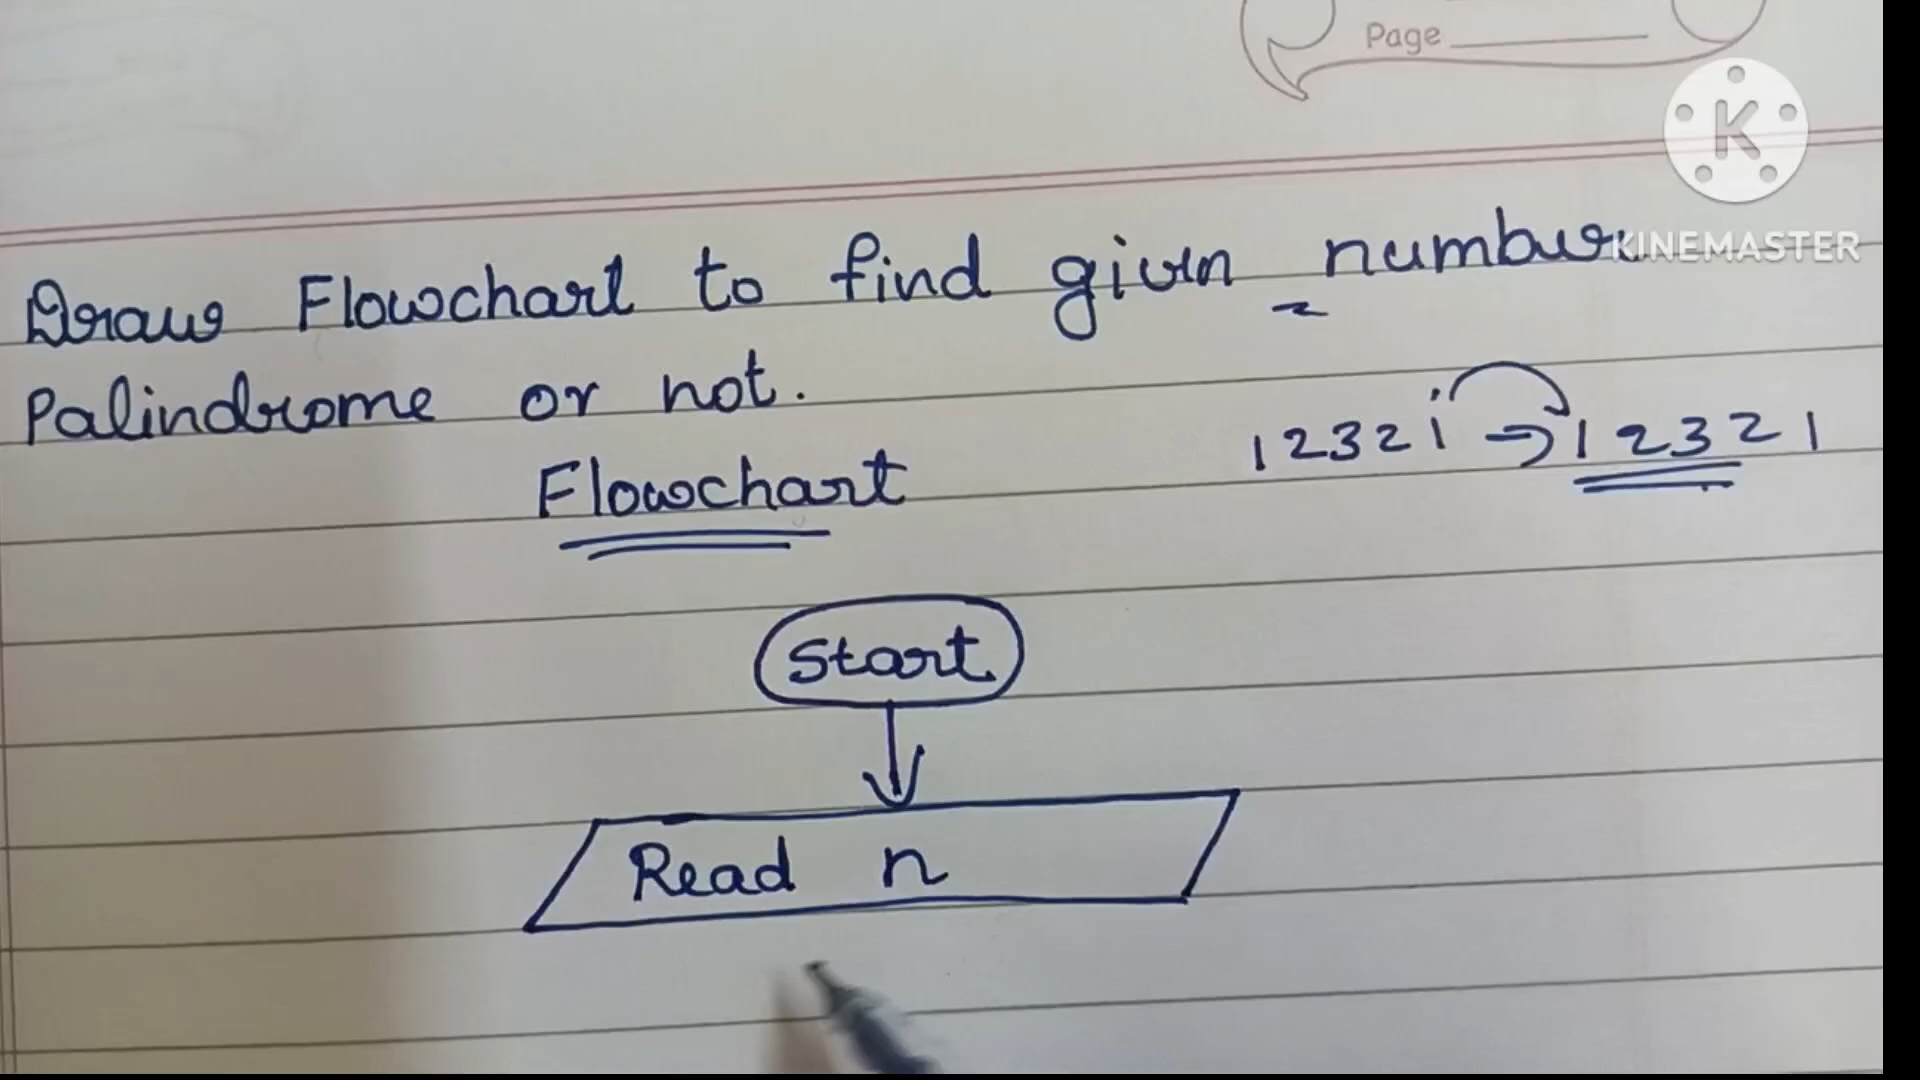 Page
K
KINEMASTER
Draw Flowchart to find given number
Palindrome or not.
12321 → 12321
Flowchart
Start
Read n